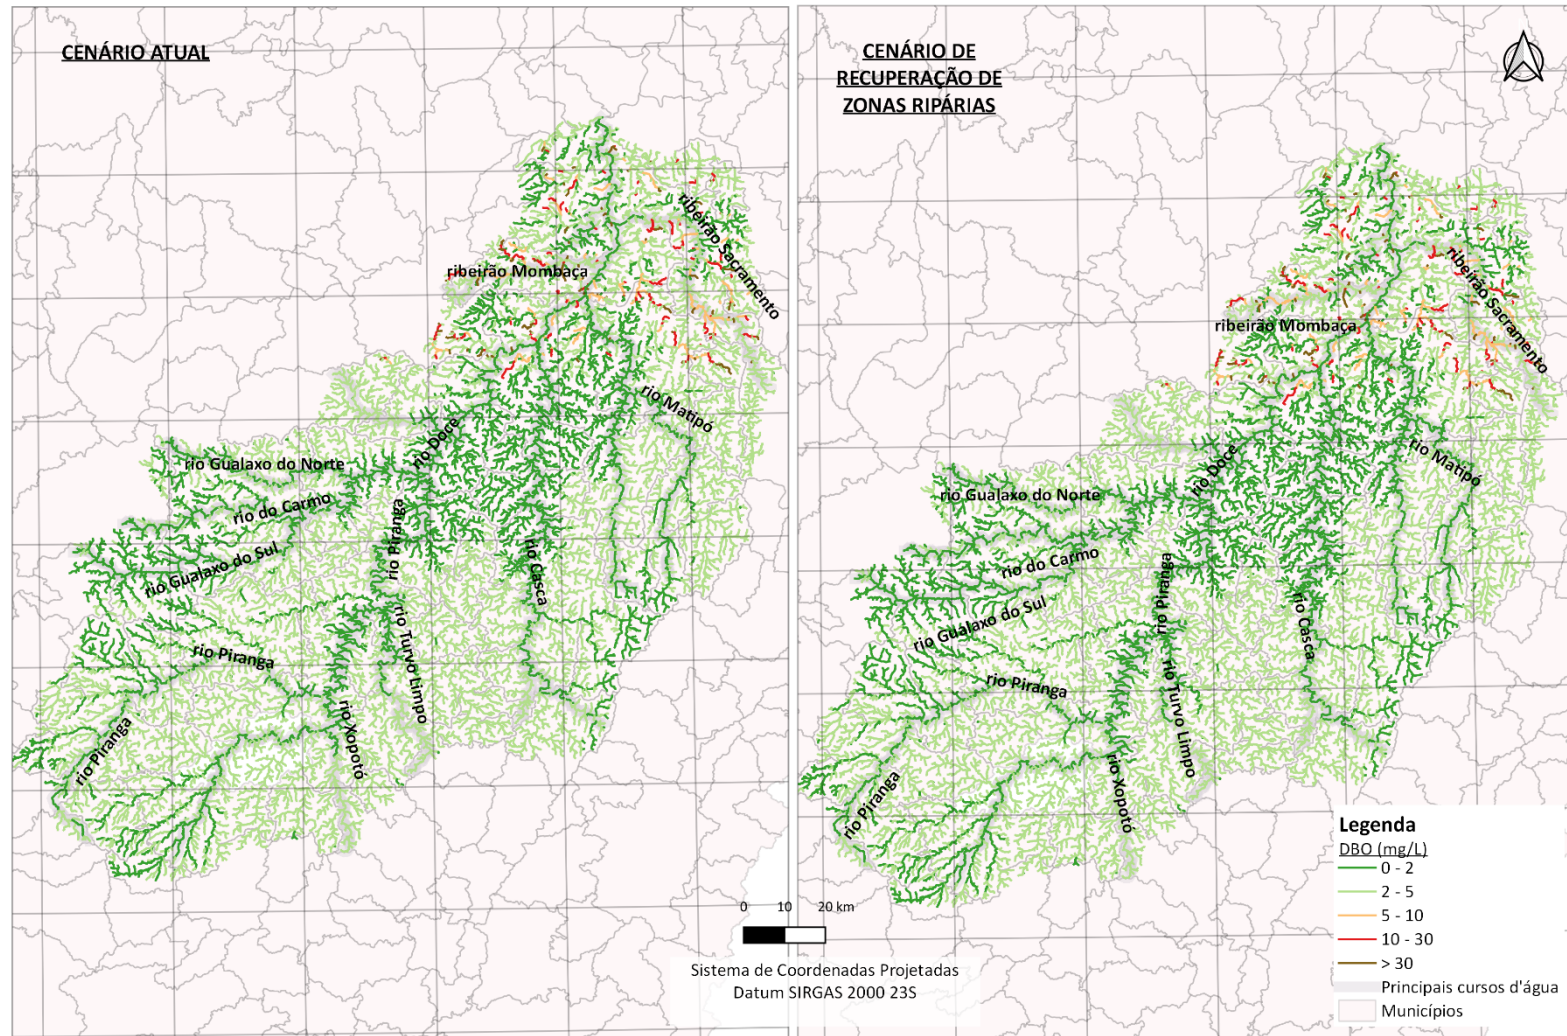 CENÁRIO ATUAL
ribeirão Sacramento
ribeirão Mombaça
rio Matipó
rio Doce
rio Gualaxo do Norte
rio do Carmo
rio Piranga
rio Gualaxo do Sul
rio Casca
rio Turvo Limpo
rio Piranga
rio Xopotó
rio Piranga
CENÁRIO DE
RECUPERAÇÃO DE
ZONAS RIPÁRIAS
ribeirão Sacramento
ribeirão Mombaça
rio Matipó
rio Doce
rio Gualaxo do Norte
rio do Carmo
rio Piranga
rio Gualaxo do Sul
rio Casca
rio Turvo Limpo
rio Piranga
rio Xopotó
rio Piranga
0 10 20 km
Sistema de Coordenadas Projetadas
Datum SIRGAS 2000 23S
Legenda
DBO (mg/L)
0 - 2
2 - 5
5 - 10
10 - 30
> 30
Principais cursos d'água
Municípios